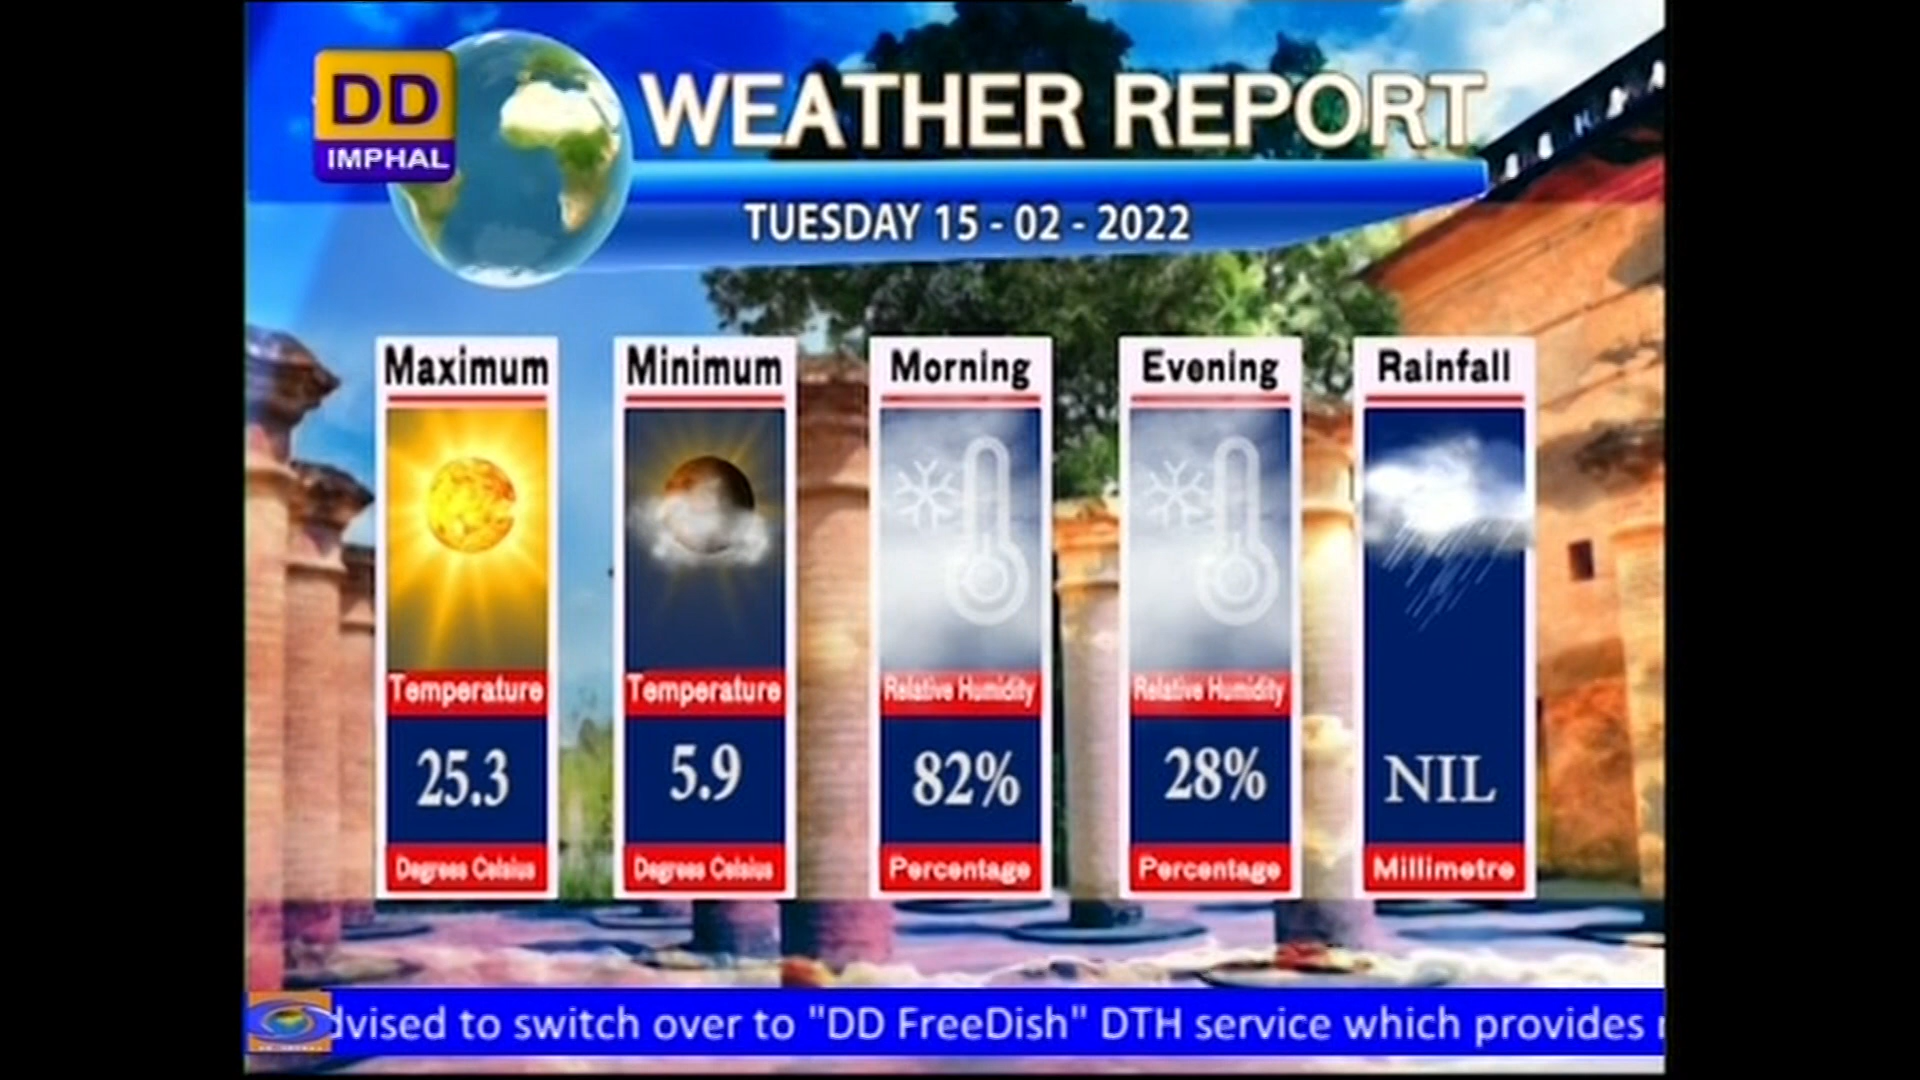 DD
IMPHAL
WEATHER REPORT
TUESDAY 15 - 02 - 2022
Maximum
Temperature
25.3
Degrees Celsius
Minimum
Temperature
5.9
Degrees Celsius
Morning
Relative Humidity
82%
Percentage
Evening
Relative Humidity
28%
Percentage
Rainfall
NIL
Millimetre
dvised to switch over to "DD FreeDish" DTH service which provides